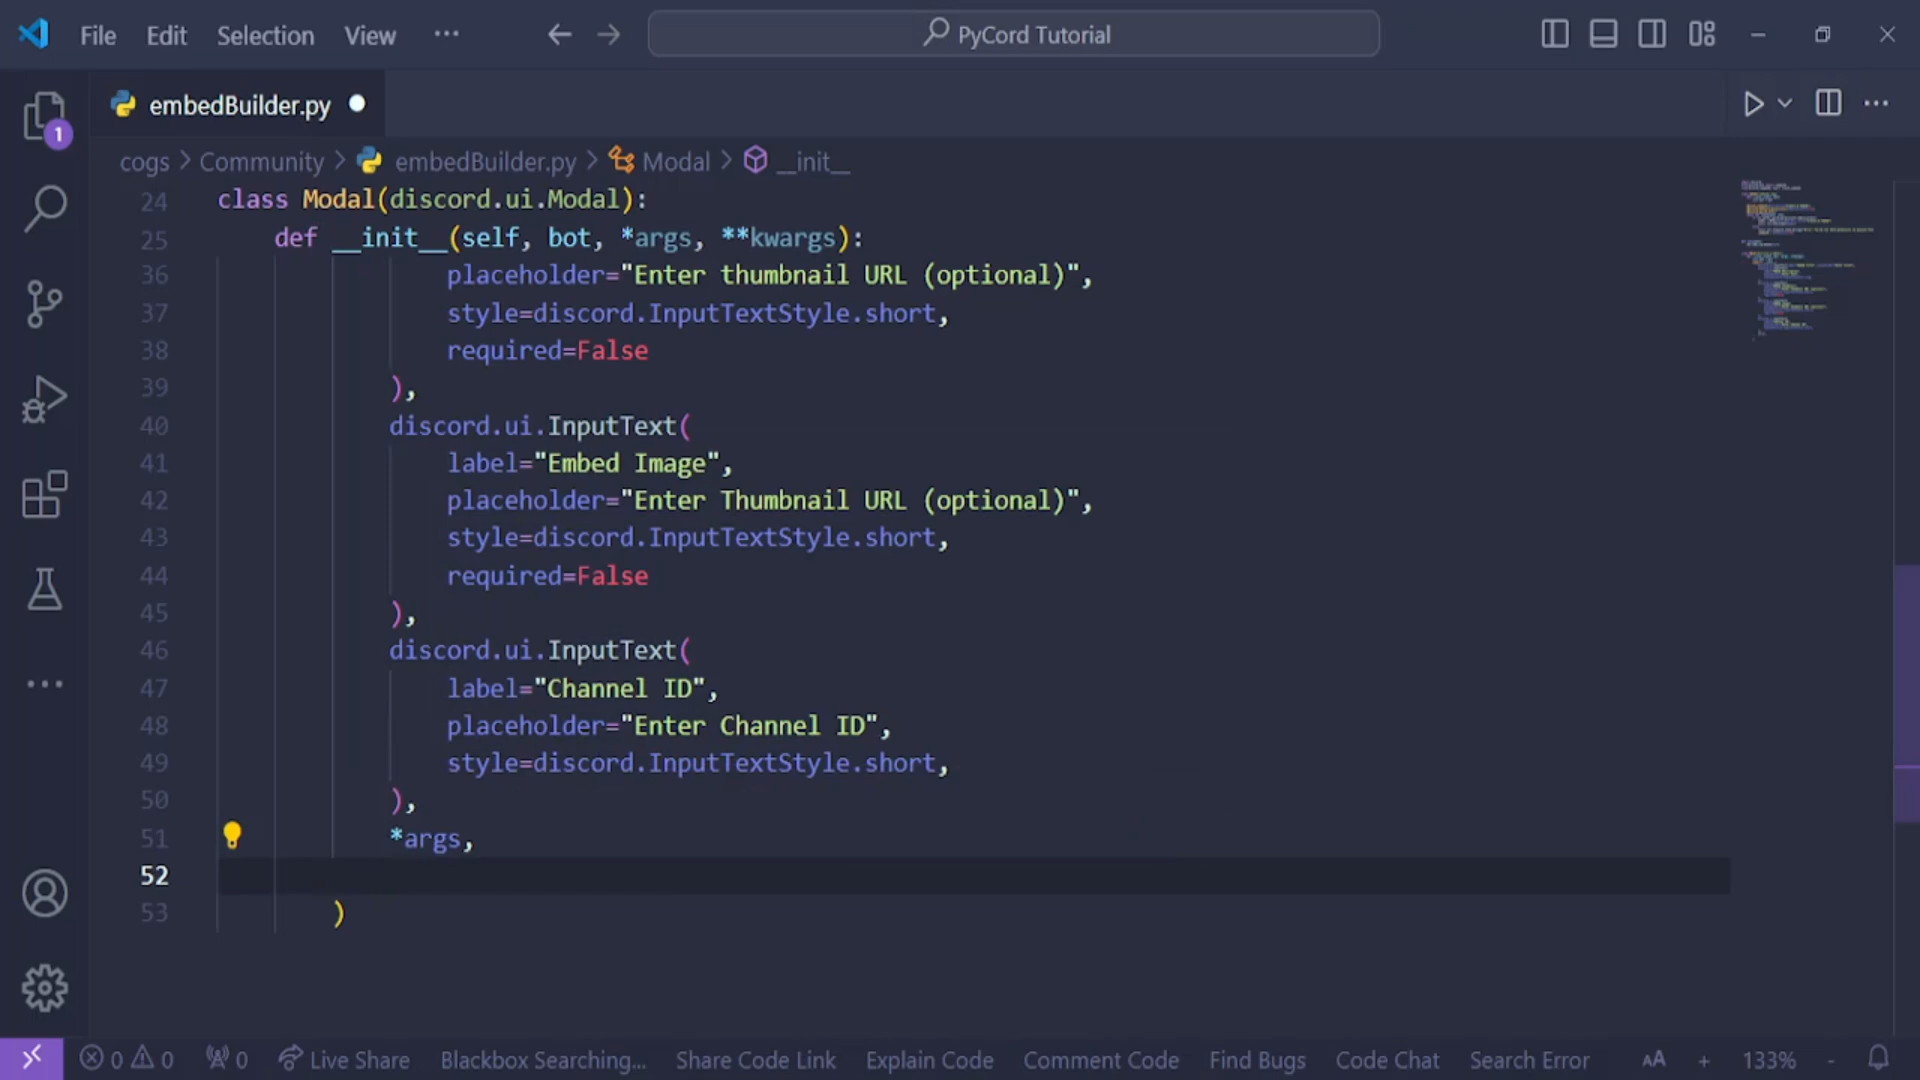 File Edit Selection View ··· PyCord Tutorial
embedBuilder.py
1
cogs > Community > embedBuilder.py > Modal > __init__
24 class Modal(discord.ui.Modal):
25 def __init__(self, bot, *args, **kwargs):
36 placeholder="Enter thumbnail URL (optional)",
37 style=discord.InputTextStyle.short,
38 required=False
39 ),
40 discord.ui.InputText(
41 label="Embed Image",
42 placeholder="Enter Thumbnail URL (optional)",
43 style=discord.InputTextStyle.short,
44 required=False
45 ),
46 discord.ui.InputText(
47 label="Channel ID",
48 placeholder="Enter Channel ID",
49 style=discord.InputTextStyle.short,
50 ),
51 *args,
52
53 )
0 0 0 Live Share Blackbox Searching... Share Code Link Explain Code Comment Code Find Bugs Code Chat Search Error AA + 133% -